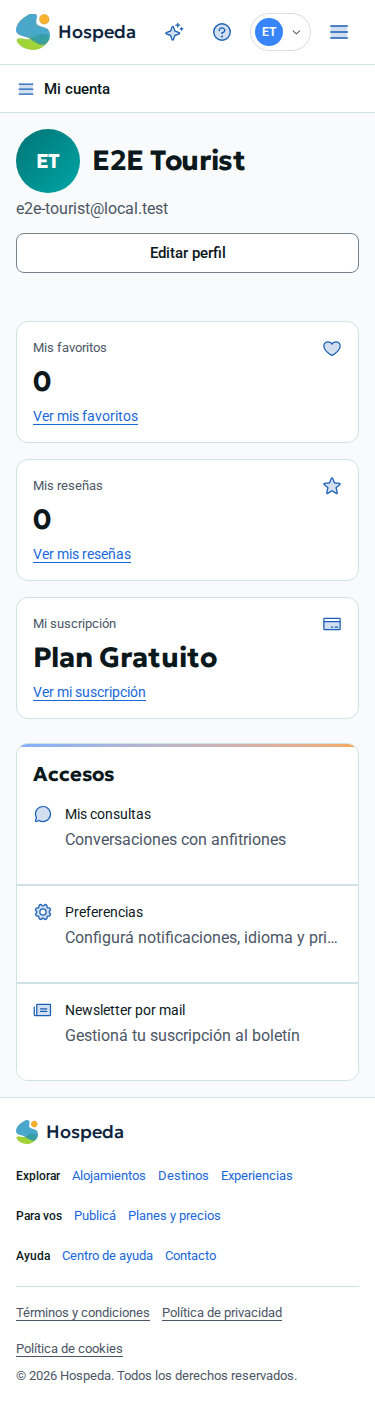 Hospeda
ET
Mi cuenta
ET
E2E Tourist
e2e-tourist@local.test
Editar perfil
Mis favoritos
0
Ver mis favoritos
Mis reseñas
0
Ver mis reseñas
Mi suscripción
Plan Gratuito
Ver mi suscripción
Accesos
Mis consultas
Conversaciones con anfitriones
Preferencias
Configurá notificaciones, idioma y pri...
Newsletter por mail
Gestioná tu suscripción al boletín
Hospeda
Explorar Alojamientos Destinos Experiencias
Para vos Publicá Planes y precios
Ayuda Centro de ayuda Contacto
Términos y condiciones Política de privacidad
Política de cookies
© 2026 Hospeda. Todos los derechos reservados.